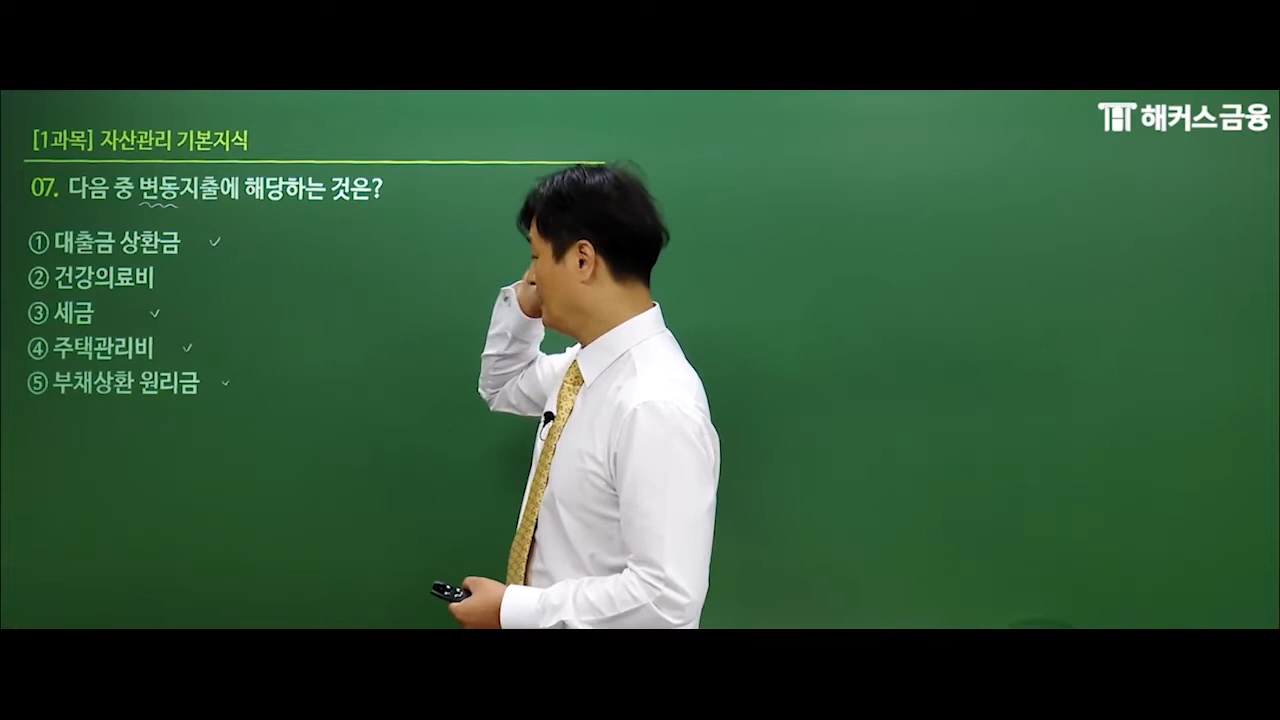 해커스금융
[1과목] 자산관리 기본지식
07. 다음 중 변동지출에 해당하는 것은?
① 대출금 상환금
② 건강의료비
③ 세금
④ 주택관리비
⑤ 부채상환 원리금